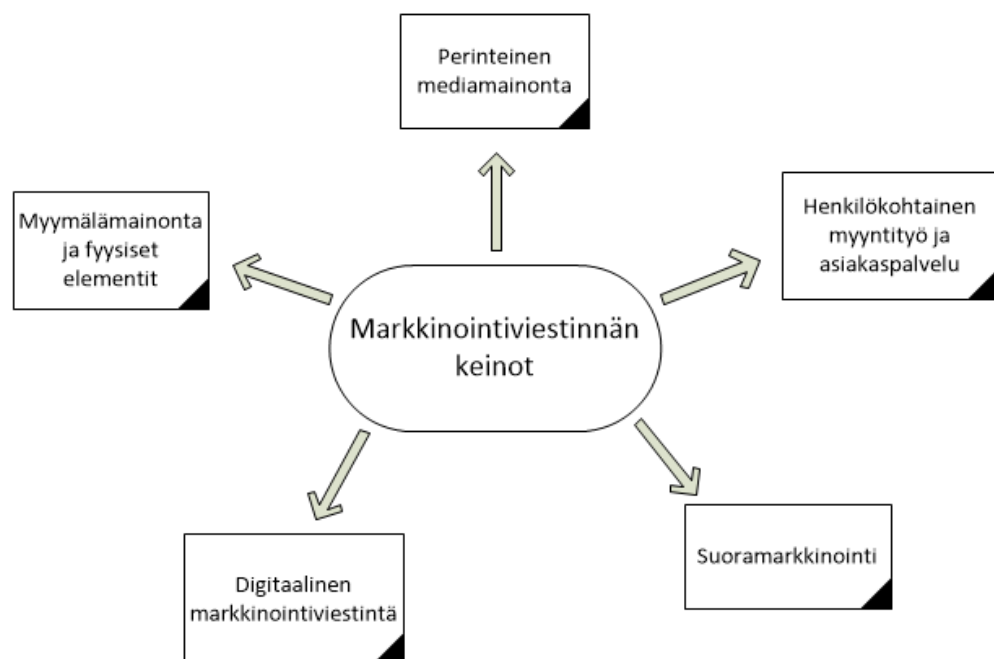 Perinteinen
mediamainonta
Myymälämainonta
ja fyysiset
elementit
Henkilökohtainen
myyntityö ja
asiakaspalvelu
Markkinointiviestinnän
keinot
Digitaalinen
markkinointiviestintä
Suoramarkkinointi